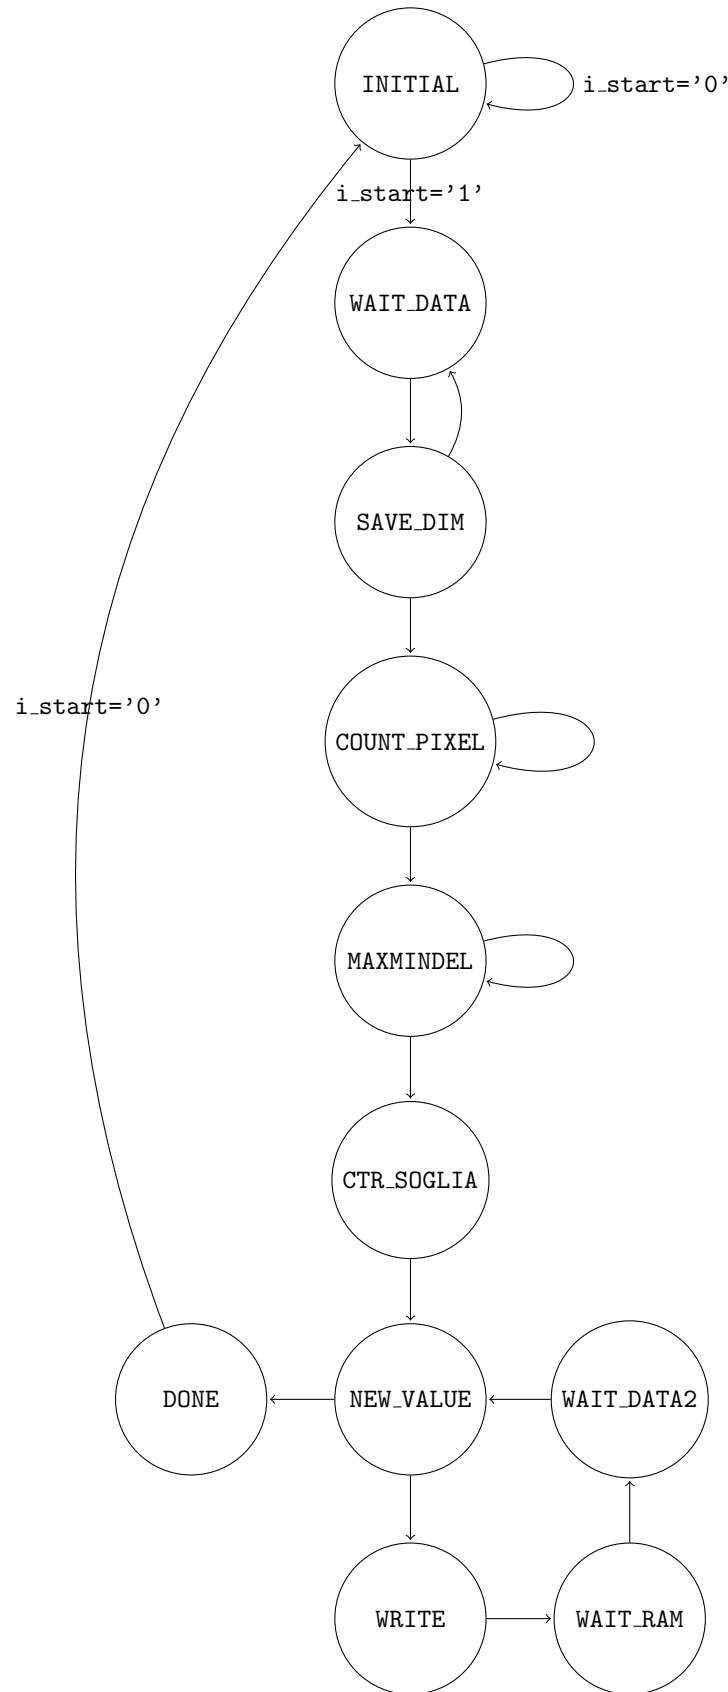 INITIAL
i_start='0'
i_start='1'
WAIT_DATA
SAVE_DIM
i_start='0'
COUNT_PIXEL
MAXMINDEL
CTR_SOGLIA
DONE
NEW_VALUE
WAIT_DATA2
WRITE
WAIT_RAM